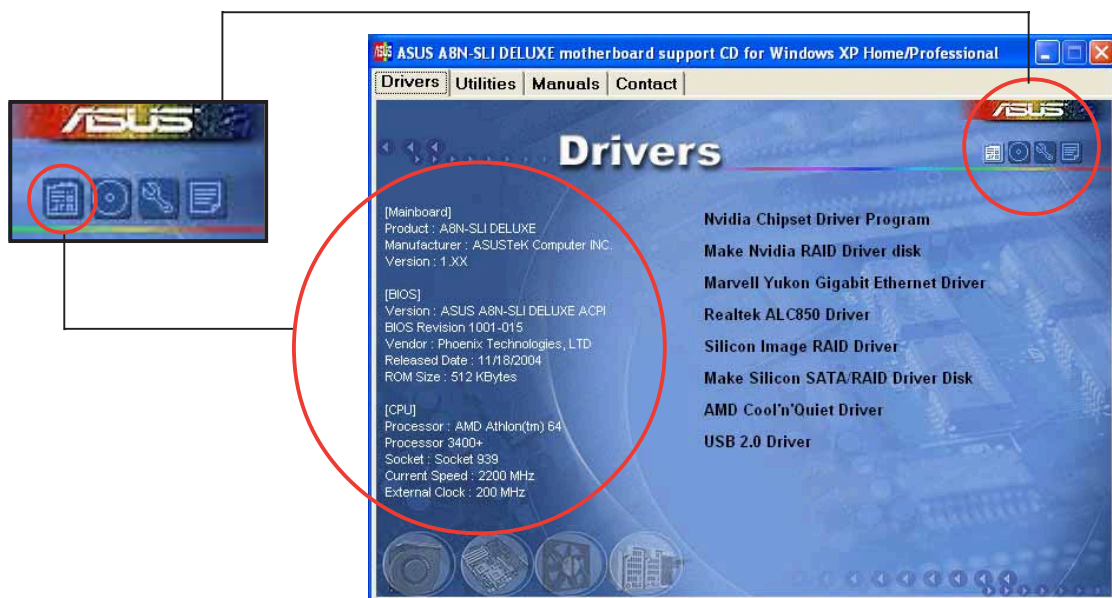 ASUS A8N-SLI DELUXE motherboard support CD for Windows XP Home/Professional
Drivers Utilities Manuals Contact
/SUS
/SUS
Drivers
[Mainboard]
Product : A8N-SLI DELUXE
Manufacturer : ASUSTeK Computer INC.
Version : 1.XX
[BIOS]
Version : ASUS A8N-SLI DELUXE ACPI
BIOS Revision 1001-015
Vendor : Phoenix Technologies, LTD
Released Date : 11/18/2004
ROM Size : 512 KBytes
[CPU]
Processor : AMD Athlon(tm) 64
Processor 3400+
Socket : Socket 939
Current Speed : 2200 MHz
External Clock : 200 MHz
Nvidia Chipset Driver Program
Make Nvidia RAID Driver disk
Marvell Yukon Gigabit Ethernet Driver
Realtek ALC850 Driver
Silicon Image RAID Driver
Make Silicon SATA/RAID Driver Disk
AMD Cool'n'Quiet Driver
USB 2.0 Driver